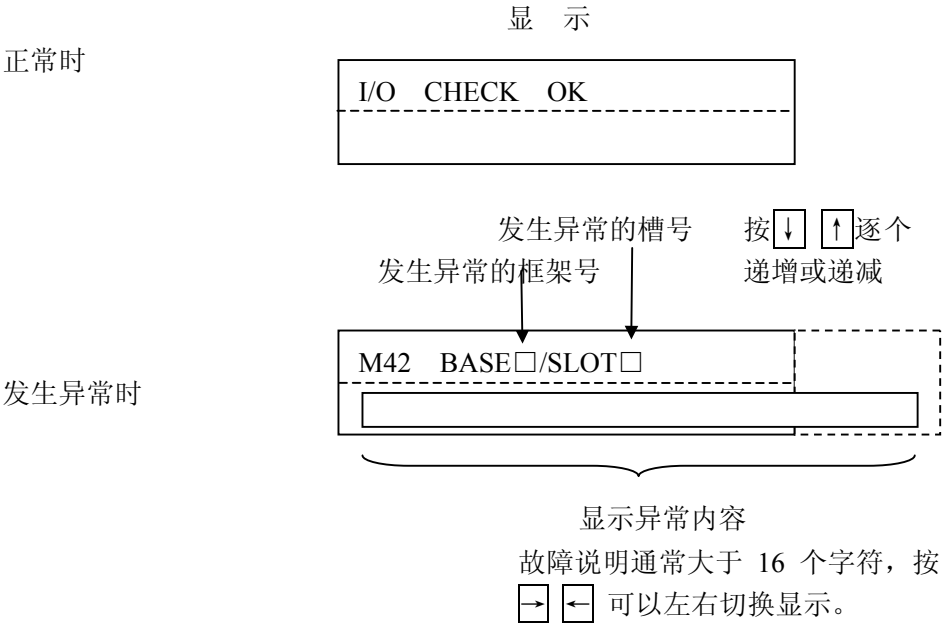 显 示
正常时
I/O CHECK OK
发生异常的槽号 按↓ ↑逐个
发生异常的框架号 递增或递减
M42 BASE□/SLOT□
发生异常时
显示异常内容
故障说明通常大于 16 个字符，按
→ ← 可以左右切换显示。